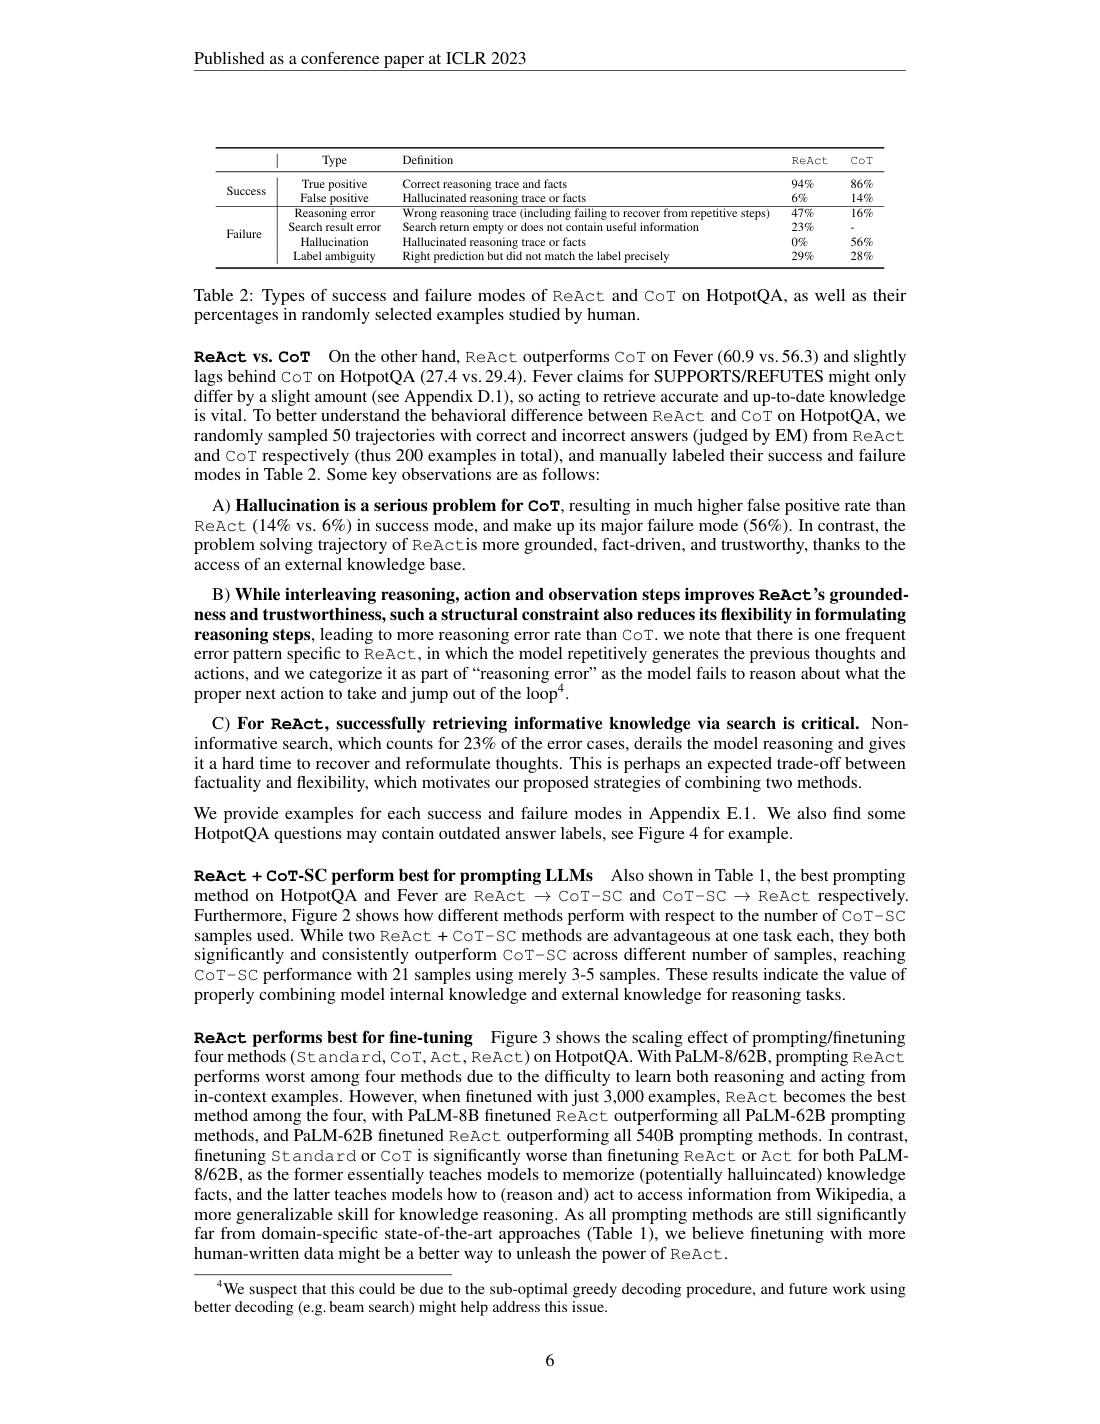 Published as a conference paper at ICLR 2023
Type Definition ReAct CoT
Success True positive Correct reasoning trace and facts 94% 86%
False positive Hallucinated reasoning trace or facts 6% 14%
Failure Reasoning error Wrong reasoning trace (including failing to recover from repetitive steps) 47% 16%
Search result error Search return empty or does not contain useful information 23% -
Hallucination Hallucinated reasoning trace or facts 0% 56%
Label ambiguity Right prediction but did not match the label precisely 29% 28%
Table 2: Types of success and failure modes of ReAct and CoT on HotpotQA, as well as their
percentages in randomly selected examples studied by human.
ReAct vs. CoT On the other hand, ReAct outperforms CoT on Fever (60.9 vs. 56.3) and slightly
lags behind CoT on HotpotQA (27.4 vs. 29.4). Fever claims for SUPPORTS/REFUTES might only
differ by a slight amount (see Appendix D.1), so acting to retrieve accurate and up-to-date knowledge
is vital. To better understand the behavioral difference between ReAct and CoT on HotpotQA, we
randomly sampled 50 trajectories with correct and incorrect answers (judged by EM) from ReAct
and CoT respectively (thus 200 examples in total), and manually labeled their success and failure
modes in Table 2. Some key observations are as follows:
A) Hallucination is a serious problem for CoT, resulting in much higher false positive rate than
ReAct (14% vs. 6%) in success mode, and make up its major failure mode (56%). In contrast, the
problem solving trajectory of ReActis more grounded, fact-driven, and trustworthy, thanks to the
access of an external knowledge base.
B) While interleaving reasoning, action and observation steps improves ReAct's grounded-
ness and trustworthiness, such a structural constraint also reduces its flexibility in formulating
reasoning steps, leading to more reasoning error rate than CoT. we note that there is one frequent
error pattern specific to ReAct, in which the model repetitively generates the previous thoughts and
actions, and we categorize it as part of “reasoning error” as the model fails to reason about what the
proper next action to take and jump out of the loop4.
C) For ReAct, successfully retrieving informative knowledge via search is critical. Non-
informative search, which counts for 23% of the error cases, derails the model reasoning and gives
it a hard time to recover and reformulate thoughts. This is perhaps an expected trade-off between
factuality and flexibility, which motivates our proposed strategies of combining two methods.
We provide examples for each success and failure modes in Appendix E.1. We also find some
HotpotQA questions may contain outdated answer labels, see Figure 4 for example.
ReAct + CoT-SC perform best for prompting LLMs Also shown in Table 1, the best prompting
method on HotpotQA and Fever are ReAct → CoT-SC and CoT-SC → ReAct respectively.
Furthermore, Figure 2 shows how different methods perform with respect to the number of CoT-SC
samples used. While two ReAct + CoT-SC methods are advantageous at one task each, they both
significantly and consistently outperform CoT-SC across different number of samples, reaching
CoT-SC performance with 21 samples using merely 3-5 samples. These results indicate the value of
properly combining model internal knowledge and external knowledge for reasoning tasks.
ReAct performs best for fine-tuning Figure 3 shows the scaling effect of prompting/finetuning
four methods (Standard, CoT, Act, ReAct) on HotpotQA. With PaLM-8/62B, prompting ReAct
performs worst among four methods due to the difficulty to learn both reasoning and acting from
in-context examples. However, when finetuned with just 3,000 examples, ReAct becomes the best
method among the four, with PaLM-8B finetuned ReAct outperforming all PaLM-62B prompting
methods, and PaLM-62B finetuned ReAct outperforming all 540B prompting methods. In contrast,
finetuning Standard or CoT is significantly worse than finetuning ReAct or Act for both PaLM-
8/62B, as the former essentially teaches models to memorize (potentially halluincated) knowledge
facts, and the latter teaches models how to (reason and) act to access information from Wikipedia, a
more generalizable skill for knowledge reasoning. As all prompting methods are still significantly
far from domain-specific state-of-the-art approaches (Table 1), we believe finetuning with more
human-written data might be a better way to unleash the power of ReAct.
4We suspect that this could be due to the sub-optimal greedy decoding procedure, and future work using
better decoding (e.g. beam search) might help address this issue.
6